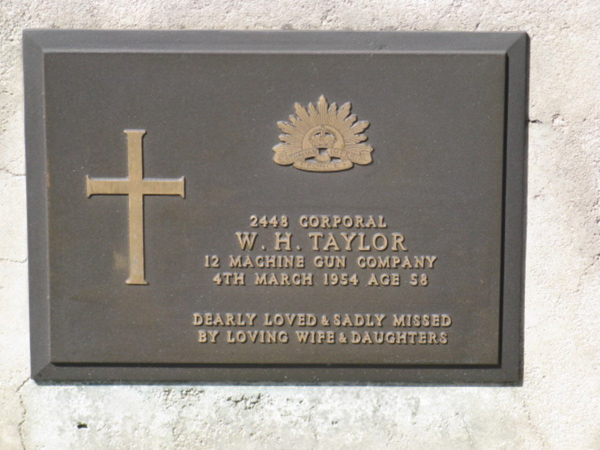 2448 CORPORAL
W. H. TAYLOR
12 MACHINE GUN COMPANY
4TH MARCH 1954 AGE 58
DEARLY LOVED & SADLY MISSED
BY LOVING WIFE & DAUGHTERS